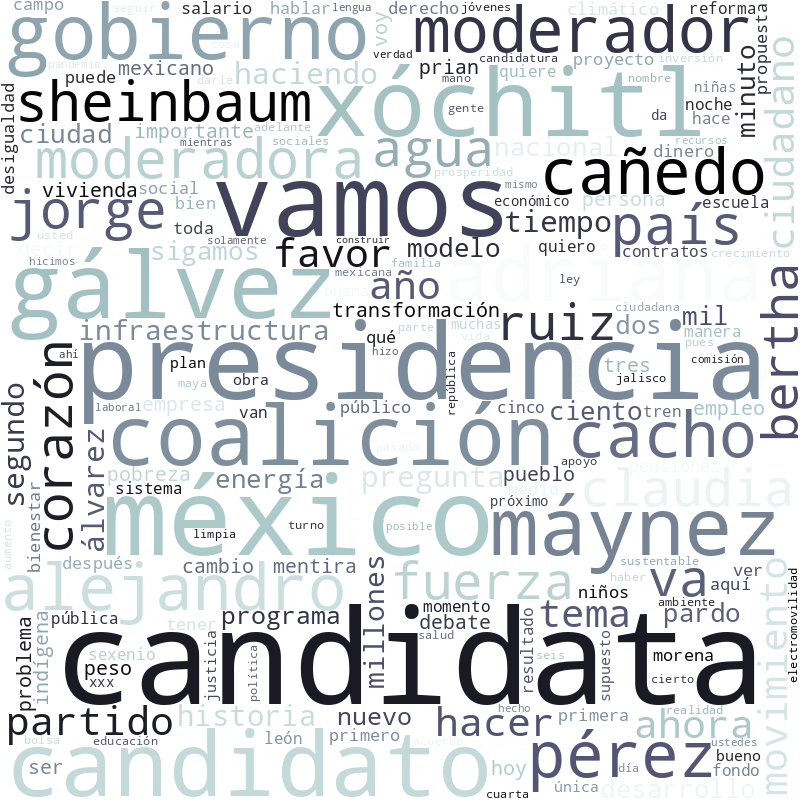 campo
seguir
salario
hablar
lengua
derecho
jóvenes
climático
reforma
gobierno
moderador
cosa
voy
verdad
candidatura
propuesta
pandemia
puede
mexicano
darle
prian
quiere
proyecto
inversión
minuto
ciudadano
desigualdad
sheinbaum
haciendo
xóchitl
mano
nombre
niñas
gente
da
noche
hace
ciudad
importante
adelante
mientras
sociales
agua
nacional
recursos
dinero
moderadora
prosperidad
cañedo
vivienda
social
bien
vamos
mismo
económico
persona
escuela
jorge
toda
tiempo
país
usted
decir
solamente
construir
favor
modelo
quiero
contratos
crecimiento
hicimos
sigamos
mexicana
familia
adriana
ley
gálvez
buena
año
bertha
transformación
ruiz
ciudadana
dos
mil
infraestructura
qué
parte
muchas
vida
manera
pues
ahí
presidencia
hizo
república
plan
tres
comisión
maya
obra
jalisco
corazón
segundo
laboral
empresa
van
público
cinco
ciento
tren
empleo
coalición
cacho
pasado
apoyo
álvarez
pobreza
energía
pregunta
pueblo
pensiones
sistema
medio
claudia
bienestar
méxico
próximo
máynez
limpia
turno
posible
aumento
después
cambio
mentira
sustentable
haber
ver
alejandro
fuerza
va
aquí
niños
ambiente
movimiento
electromovilidad
millones
momento
tema
pardo
problema
indígena
pública
programa
debate
tener
salud
candidata
resultado
seis
supuesto
sexenio
justicia
política
morena
peso
xxx
cierto
partido
historia
nuevo
hecho
hacer
primera
realidad
ahora
bolsa
educación
león
primero
acuerdo
pérez
ustedes
bueno
ser
candidato
hoy
día
única
fondo
cuarta
desarrollo